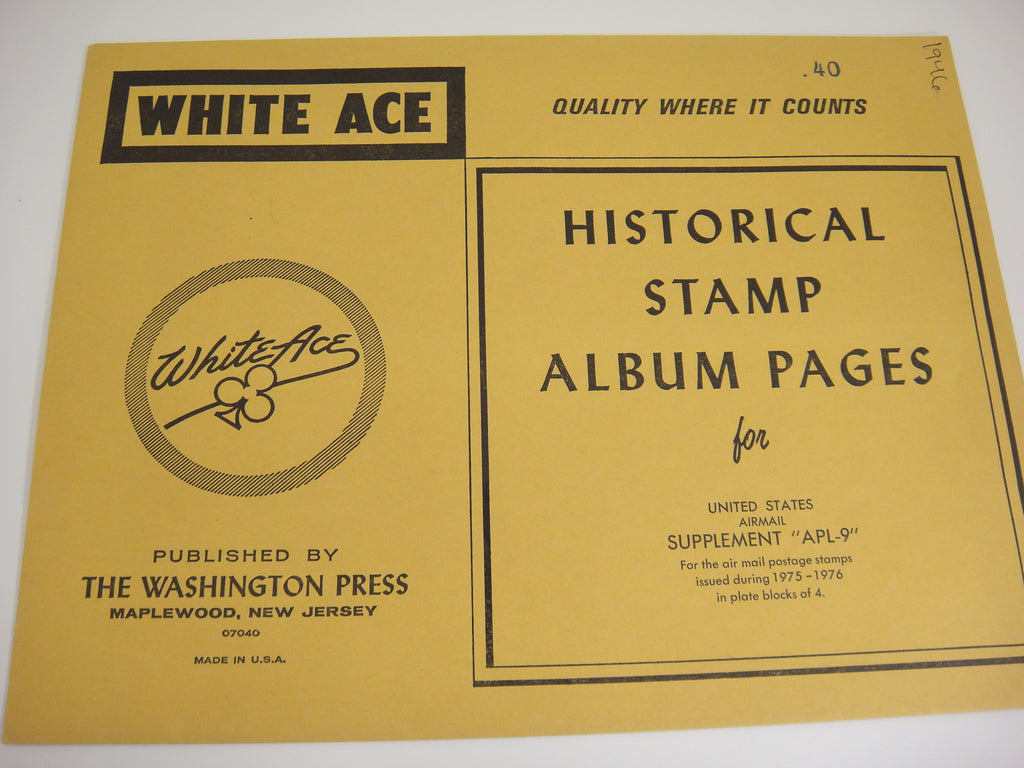 WHITE ACE
.40
1946
QUALITY WHERE IT COUNTS
White-Ace
PUBLISHED BY
THE WASHINGTON PRESS
MAPLEWOOD, NEW JERSEY
07040
MADE IN U.S.A.
HISTORICAL
STAMP
ALBUM PAGES
for
UNITED STATES
AIRMAIL
SUPPLEMENT "APL-9"
For the air mail postage stamps
issued during 1975-1976
in plate blocks of 4.